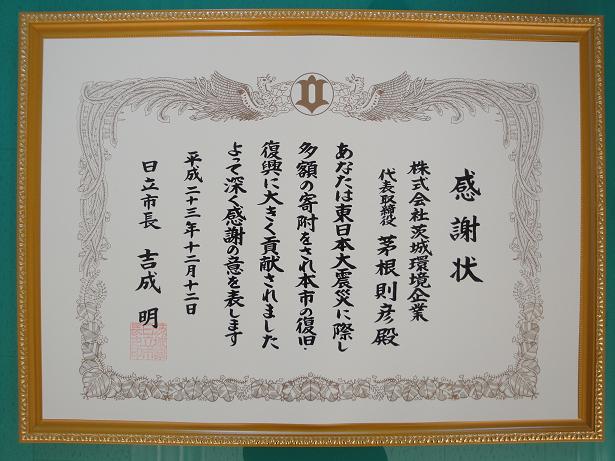 感謝状
株式会社茨城環境企業
代表取締役 茅根則彦殿
あなたは東日本大震災に際し
多額の寄附をされ本市の復旧・
復興に大きく貢献されました
よって深く感謝の意を表します
平成二十三年十二月十二日
日立市長 吉成明